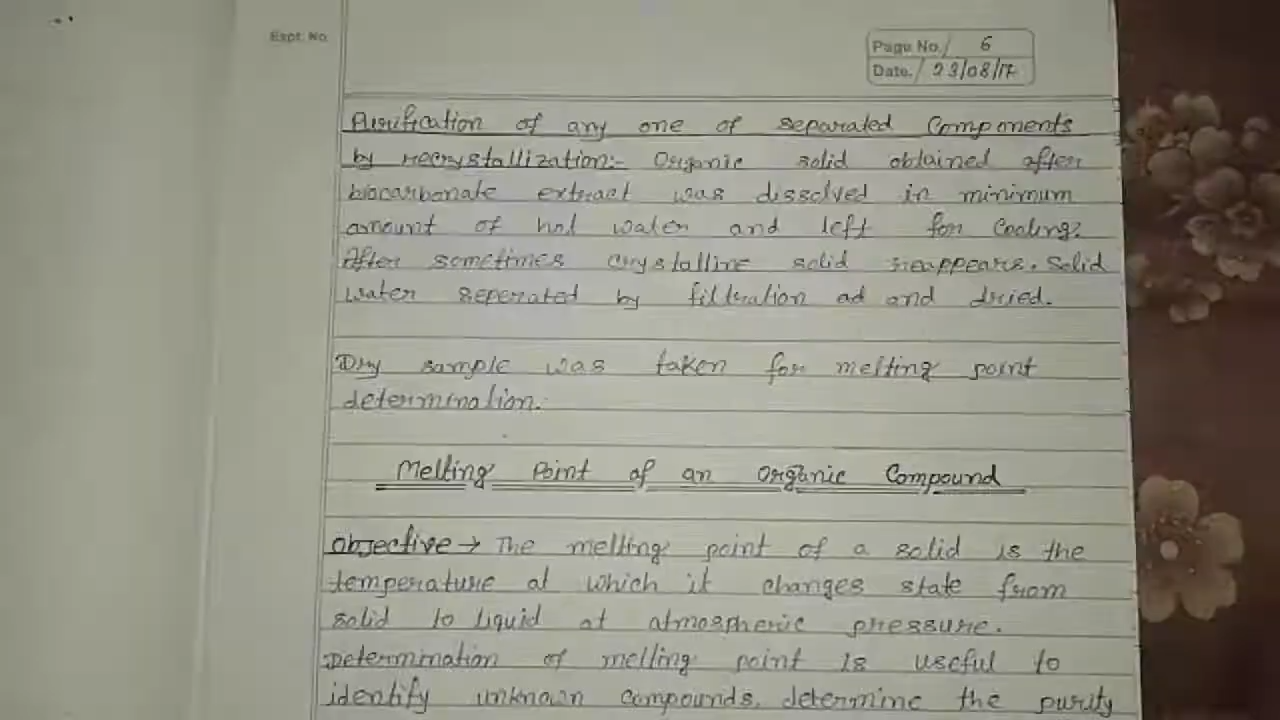 Expt. No.
Page No. 6
Date. 23/08/17
Purification of any one of separated Components
by recrystallization:- Organic solid obtained after
biocarbonate extract was dissolved in minimum
amount of hot water and left for Cooling.
After sometimes crystalline solid reappears. Solid
water seperated by filtration ad and dried.
Dry sample was taken for melting point
determination.
Melting Point of an Organic Compound
Objective → The melting point of a solid is the
temperature at which it changes state from
solid to liquid at atmospheric pressure.
Determination of melting point is useful to
identify unknown compounds, determine the purity